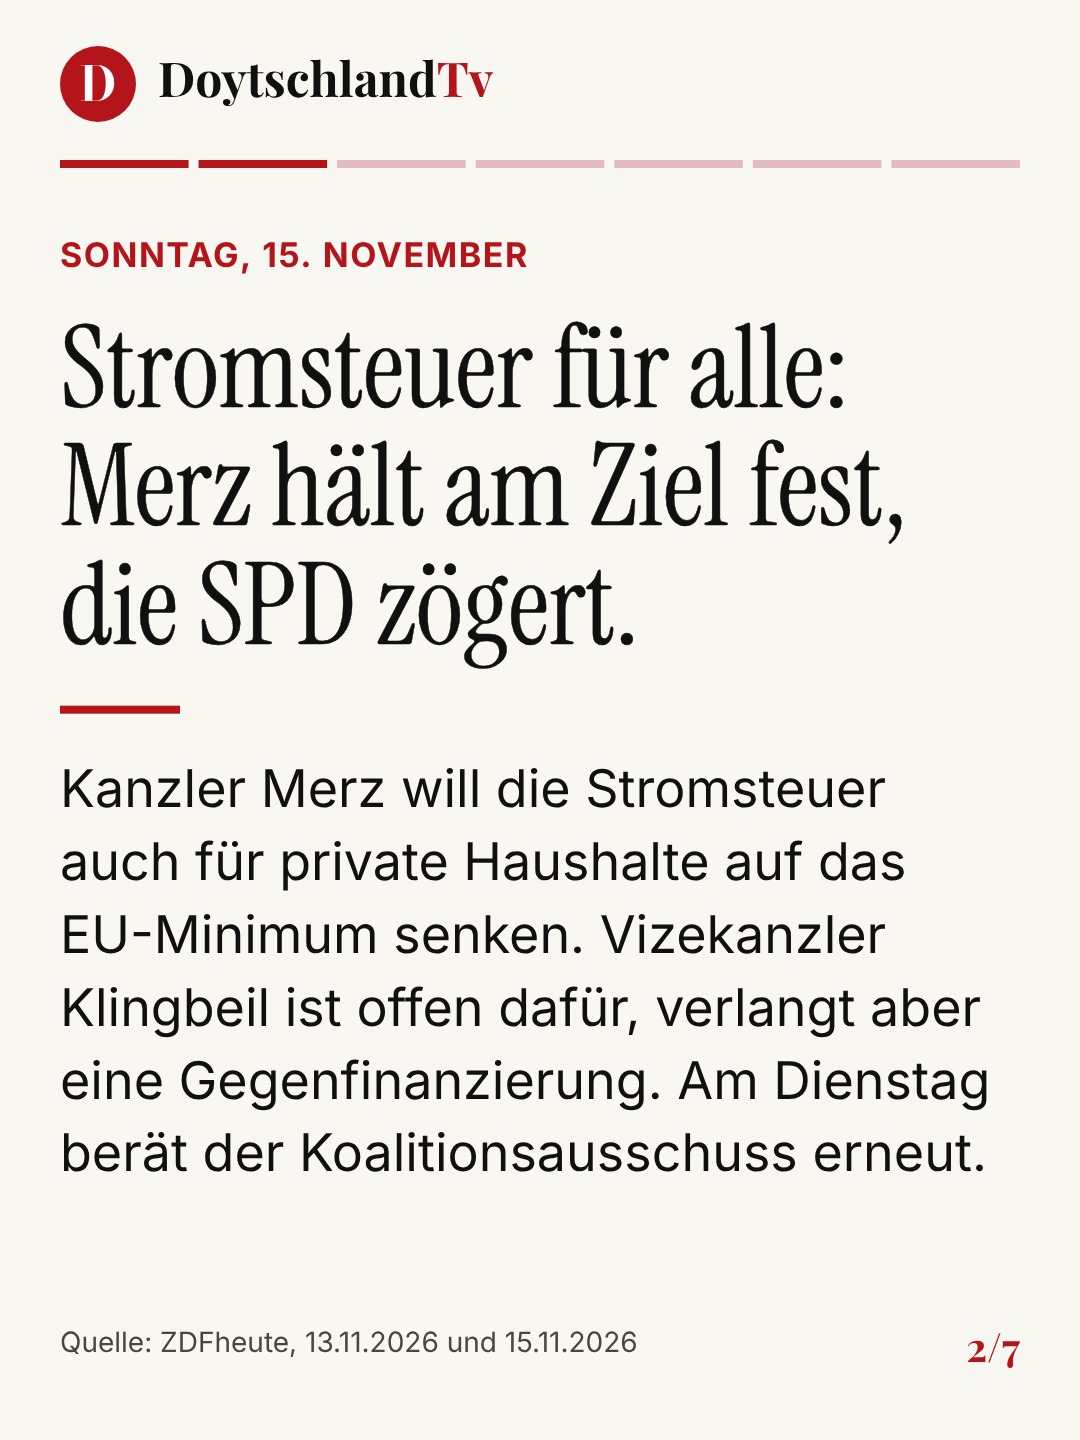 D DoytschlandTv
SONNTAG, 15. NOVEMBER
Stromsteuer für alle:
Merz hält am Ziel fest,
die SPD zögert.
Kanzler Merz will die Stromsteuer
auch für private Haushalte auf das
EU-Minimum senken. Vizekanzler
Klingbeil ist offen dafür, verlangt aber
eine Gegenfinanzierung. Am Dienstag
berät der Koalitionsausschuss erneut.
Quelle: ZDFheute, 13.11.2026 und 15.11.2026
2/7